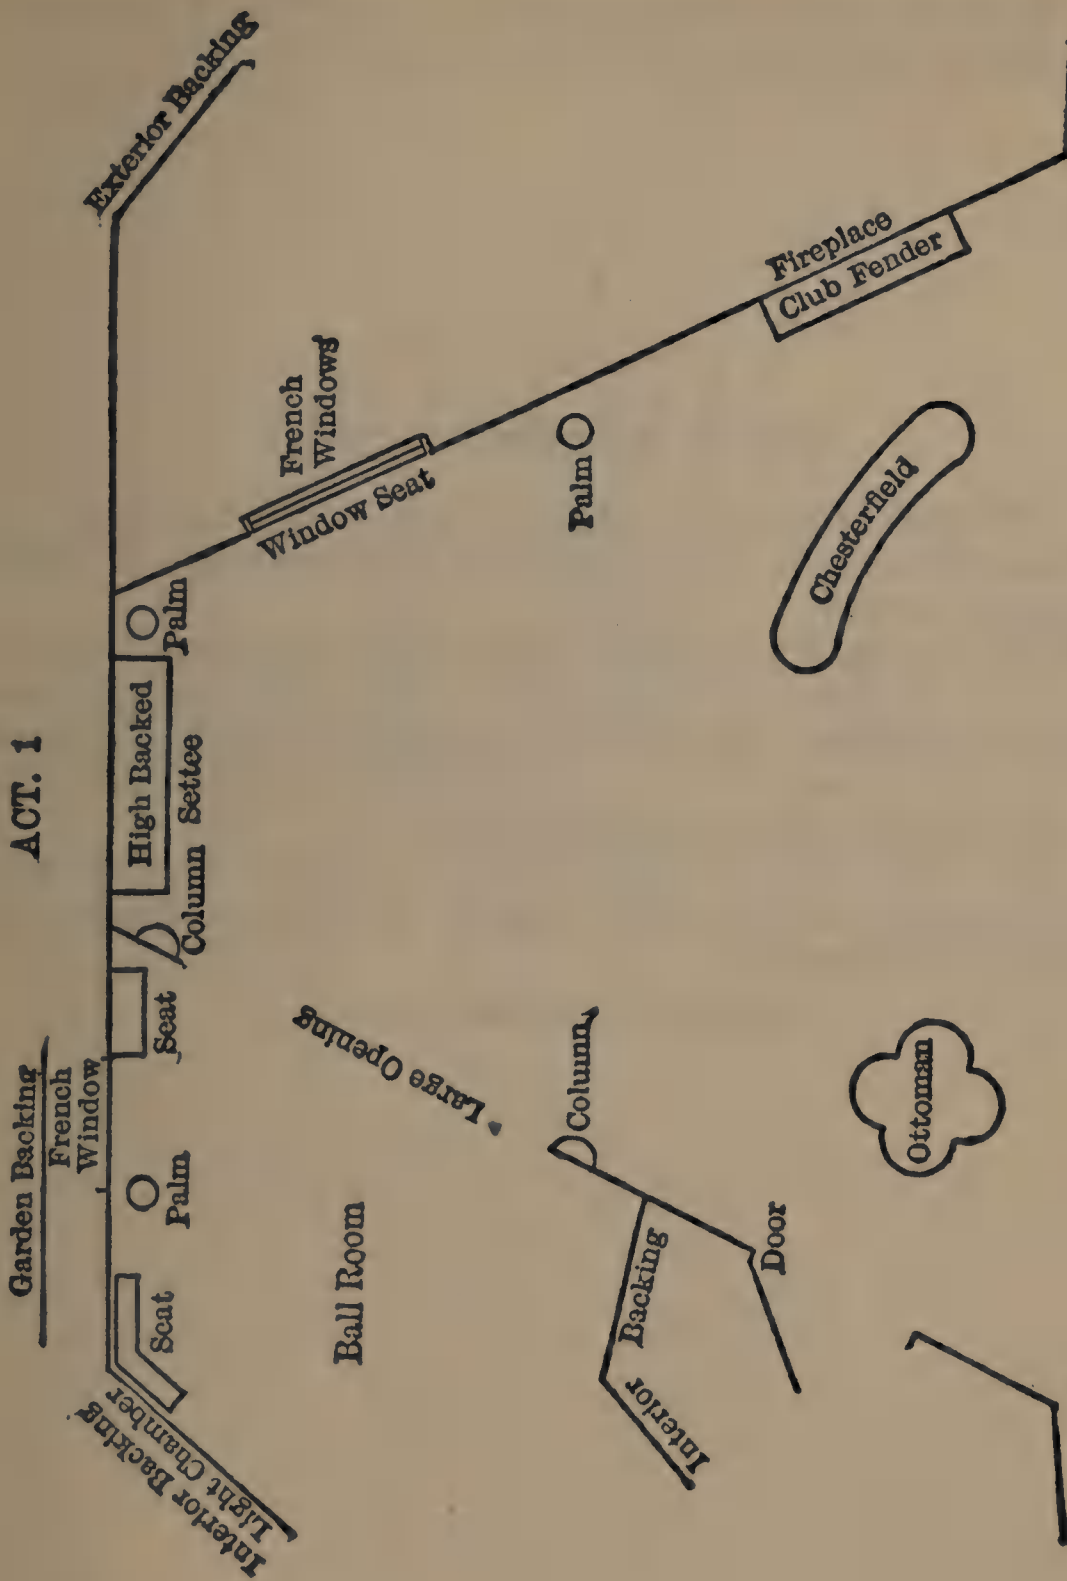 ACT. 1
Garden Backing
French
Window
Exterior Backing
High Backed
Settee
Palm
Column
Seat
Palm
Seat
Interior Backing
Light Chamber
French
Windows
Window Seat
Palm
Fireplace
Club Fender
Large Opening
Ball Room
Column
Interior
Backing
Door
Chesterfield
Ottoman